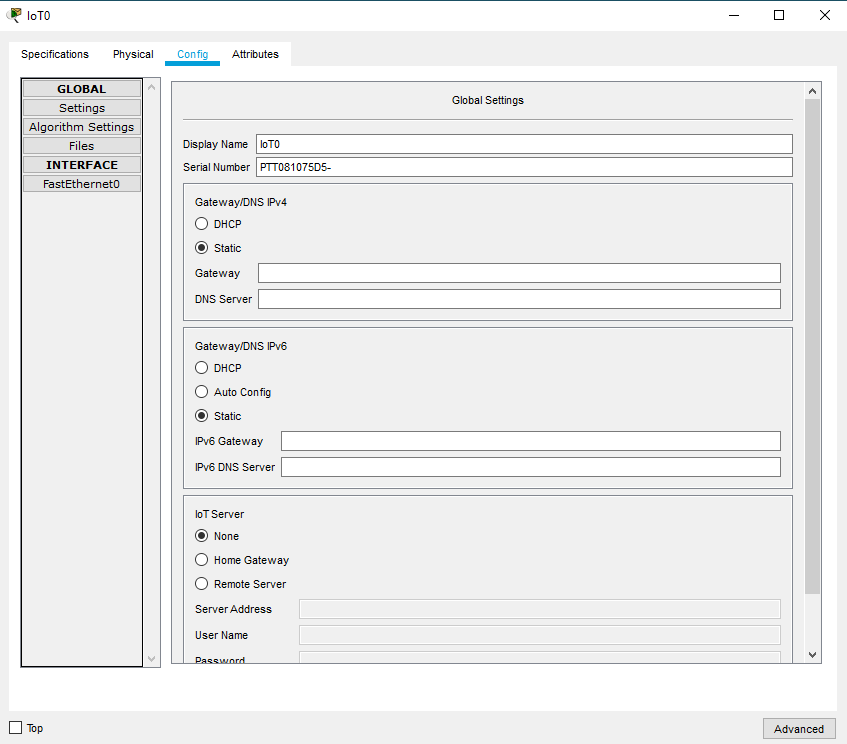 IoT0
Specifications Physical Config Attributes
GLOBAL
Settings
Algorithm Settings
Files
INTERFACE
FastEthernet0
Global Settings
Display Name IoT0
Serial Number PTT081075D5-
Gateway/DNS IPv4
DHCP
Static
Gateway
DNS Server
Gateway/DNS IPv6
DHCP
Auto Config
Static
IPv6 Gateway
IPv6 DNS Server
IoT Server
None
Home Gateway
Remote Server
Server Address
User Name
Password
Top
Advanced